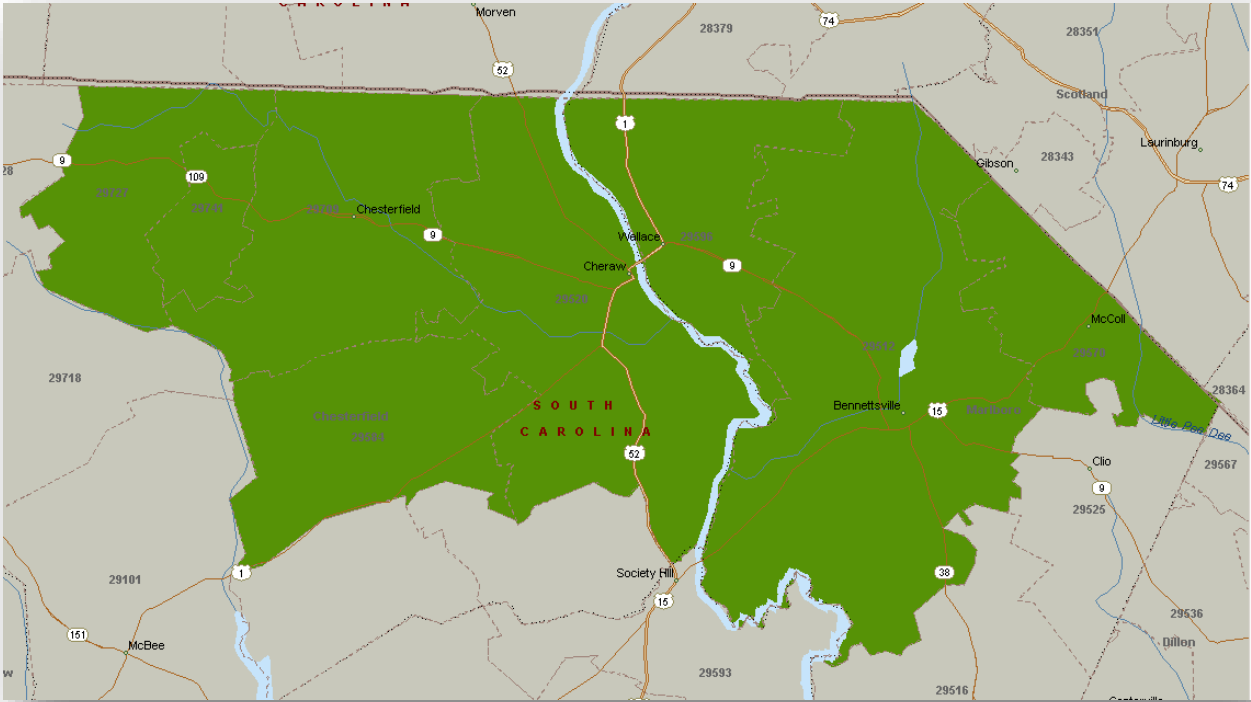 CAROLINA
Morven
74
28379
28351
52
Scotland
1
Laurinburg
9
28
Gibson
28343
109
74
29727
29741
29709
Chesterfield
9
Wallace
29596
Cheraw
9
29520
McColl
29512
29570
29718
28364
SOUTH
Bennettsville
15
Marlboro
Chesterfield
29584
CAROLINA
Little Pee Dee
52
Clio
29567
9
29525
29101
1
Society Hill
38
15
29536
151
McBee
Dillon
w
29593
29516